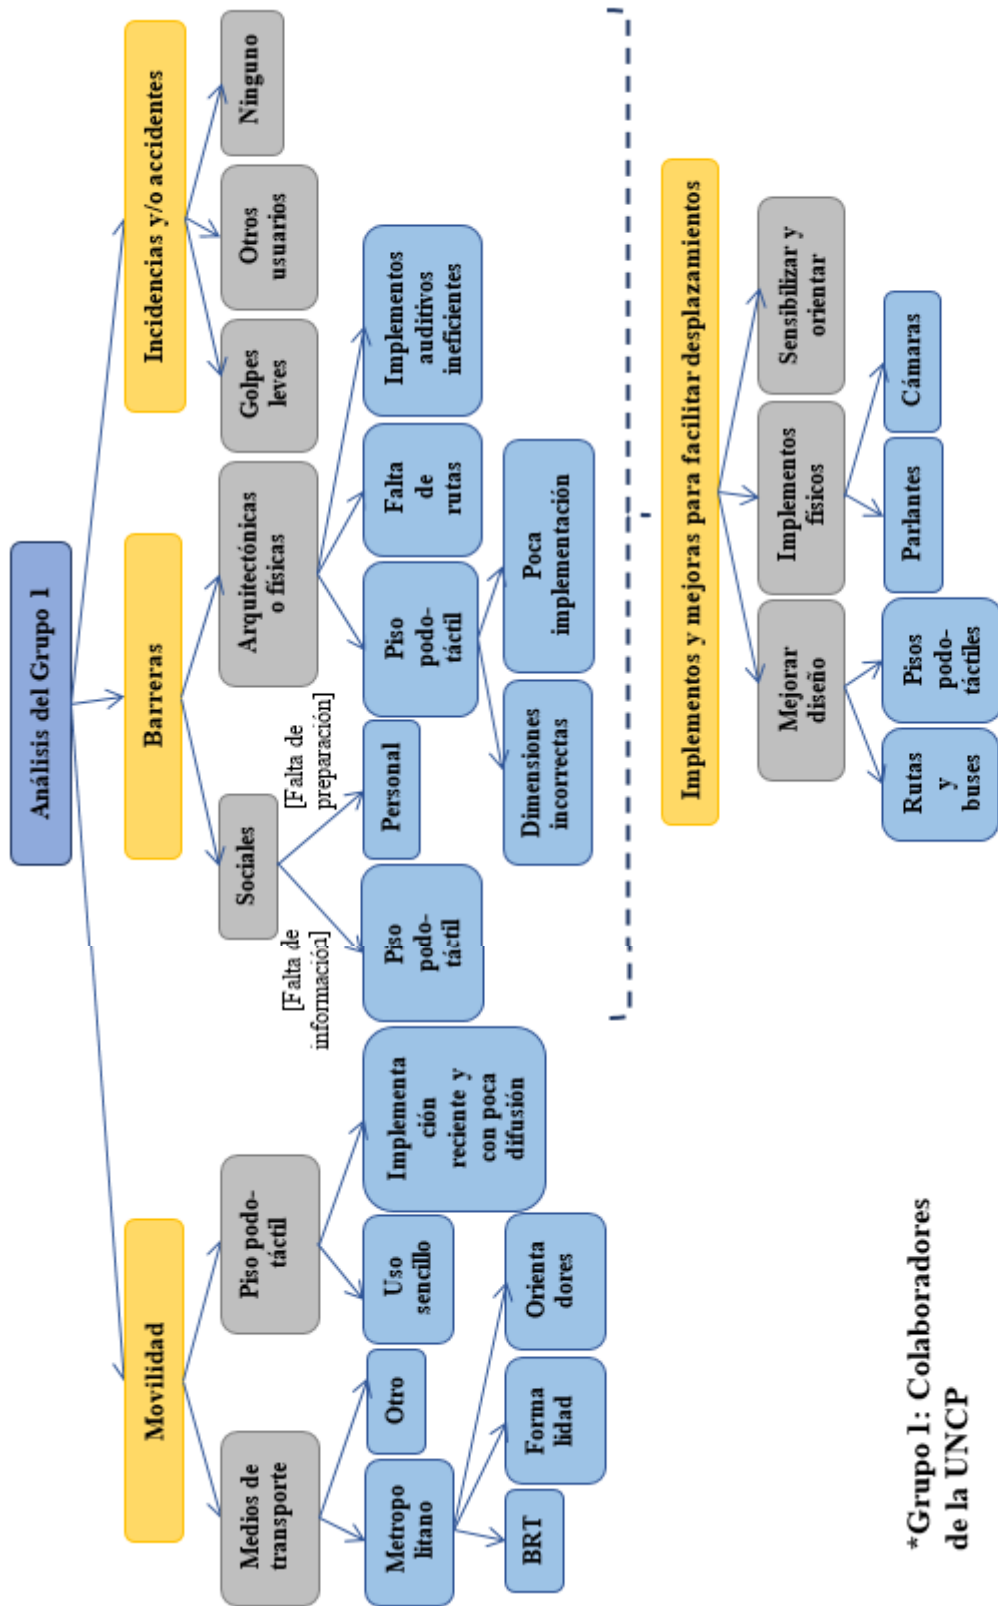 Análisis del Grupo 1
Movilidad
Barreras
Incidencias y/o accidentes
Medios de
transporte
Piso podo-
táctil
Sociales
Arquitectónicas
o físicas
Golpes
leves
Otros
usuarios
Ninguno
[Falta de
información]
[Falta de
preparación]
Metropo
litano
Otro
Uso
sencillo
Implementa
ción
reciente y
con poca
difusión
Piso
podo-
táctil
Personal
Piso
podo-
táctil
Falta
de
rutas
Implementos
auditivos
ineficientes
BRT
Forma
lidad
Orienta
dores
Dimensiones
incorrectas
Poca
implementación
Implementos y mejoras para facilitar desplazamientos
Mejorar
diseño
Implementos
físicos
Sensibilizar y
orientar
Rutas
y
buses
Pisos
podo-
táctiles
Parlantes
Cámaras
*Grupo 1: Colaboradores
de la UNCP